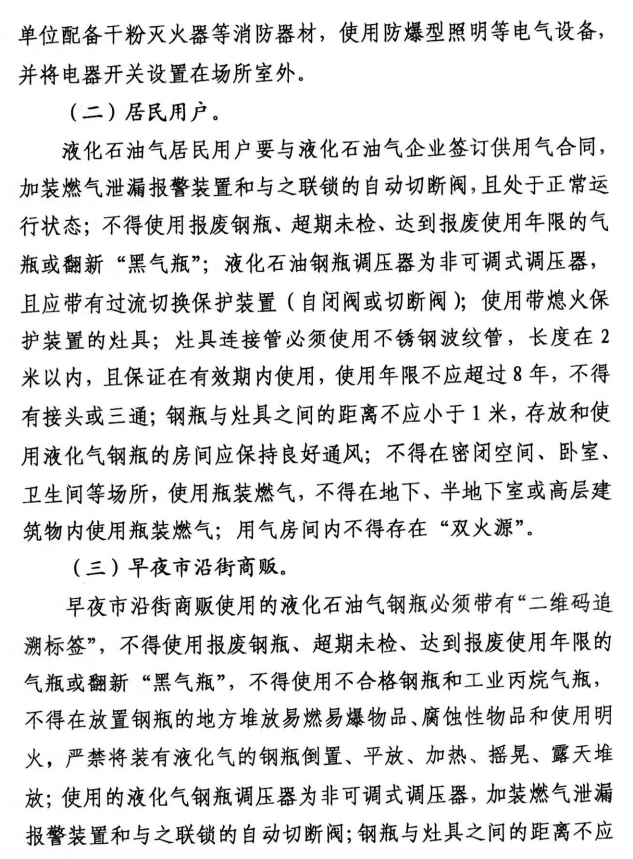 单位配备干粉灭火器等消防器材，使用防爆型照明等电气设备，
并将电器开关设置在场所室外。
（二）居民用户。
液化石油气居民用户要与液化石油气企业签订供用气合同，
加装燃气泄漏报警装置和与之联锁的自动切断阀，且处于正常运
行状态；不得使用报废钢瓶、超期未检、达到报废使用年限的气
瓶或翻新“黑气瓶”；液化石油钢瓶调压器为非可调式调压器，
且应带有过流切换保护装置（自闭阀或切断阀）；使用带熄火保
护装置的灶具；灶具连接管必须使用不锈钢波纹管，长度在2
米以内，且保证在有效期内使用，使用年限不应超过8年，不得
有接头或三通；钢瓶与灶具之间的距离不应小于1米，存放和使
用液化气钢瓶的房间应保持良好通风；不得在密闭空间、卧室、
卫生间等场所，使用瓶装燃气，不得在地下、半地下室或高层建
筑物内使用瓶装燃气；用气房间内不得存在“双火源”。
（三）早夜市沿街商贩。
早夜市沿街商贩使用的液化石油气钢瓶必须带有“二维码追
溯标签”，不得使用报废钢瓶、超期未检、达到报废使用年限的
气瓶或翻新“黑气瓶”，不得使用不合格钢瓶和工业丙烷气瓶，
不得在放置钢瓶的地方堆放易燃易爆物品、腐蚀性物品和使用明
火，严禁将装有液化气的钢瓶倒置、平放、加热、摇晃、露天堆
放；使用的液化气钢瓶调压器为非可调式调压器，加装燃气泄漏
报警装置和与之联锁的自动切断阀；钢瓶与灶具之间的距离不应